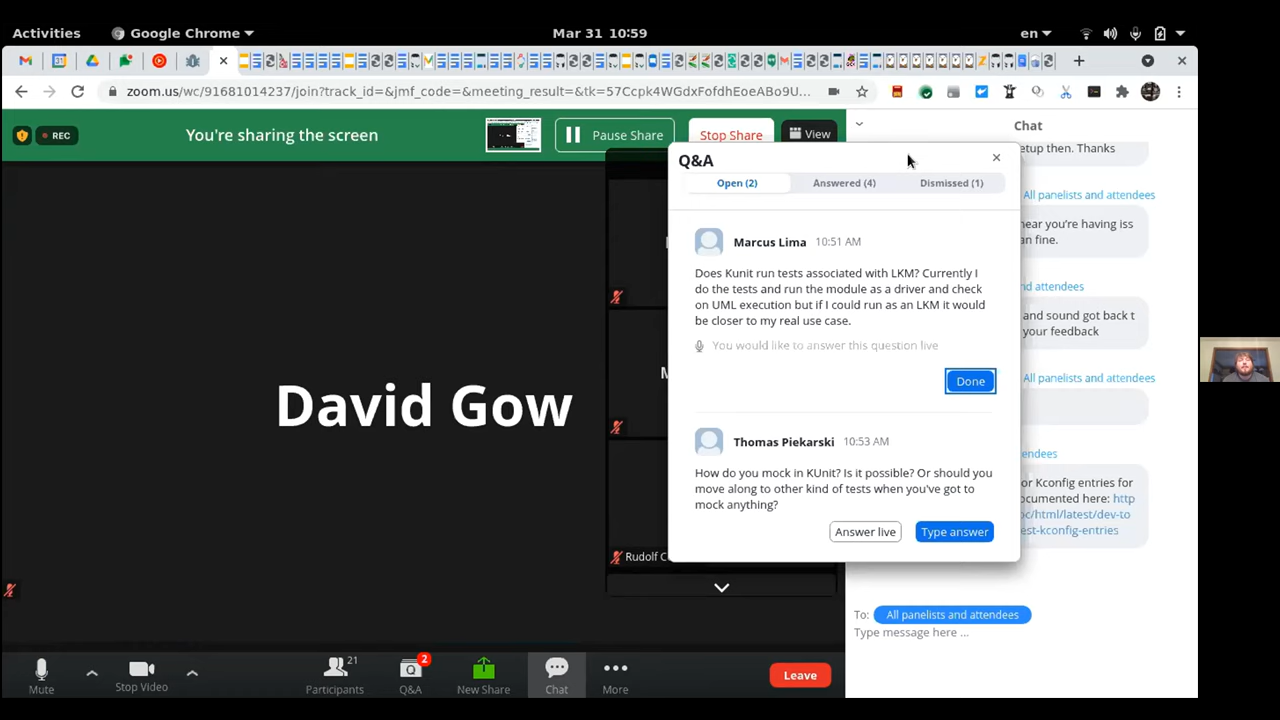 Activities
Google Chrome
Mar 31 10:59
en
zoom.us/wc/91681014237/join?track_id=&jmf_code=&meeting_result=&tk=57Ccpk4WGdxFofdhEoeABo9U...
REC
You're sharing the screen
Pause Share
Stop Share
View
Chat
etup then. Thanks
All panelists and attendees
near you're having iss
an fine.
nd attendees
and sound got back t
your feedback
All panelists and attendees
endees
or Kconfig entries for
ocumented here: http
oc/html/latest/dev-to
est-kconfig-entries
To: All panelists and attendees
Type message here ...
Q&A
Open (2)
Answered (4)
Dismissed (1)
Marcus Lima 10:51 AM
Does Kunit run tests associated with LKM? Currently I
do the tests and run the module as a driver and check
on UML execution but if I could run as an LKM it would
be closer to my real use case.
You would like to answer this question live
Done
Thomas Piekarski 10:53 AM
How do you mock in KUnit? Is it possible? Or should you
move along to other kind of tests when you've got to
mock anything?
Answer live
Type answer
David Gow
Rudolf C
Mute
Stop Video
21
Participants
2
Q&A
New Share
Chat
More
Leave